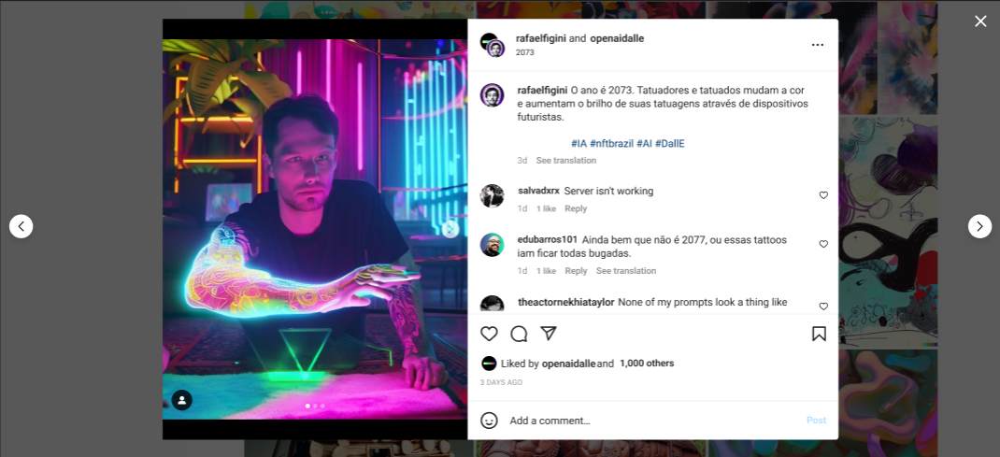 rafaelfigini and openaidalle
2073
rafaelfigini O ano é 2073. Tatuadores e tatuados mudam a cor
e aumentam o brilho de suas tatuagens através de dispositivos
futuristas.
#IA #nftbrazil #AI #DallE
3d See translation
salvadxrx Server isn't working
1d 1 like Reply
edubarros101 Ainda bem que não é 2077, ou essas tattoos
iam ficar todas bugadas.
1d 1 like Reply See translation
theactornekhiataylor None of my prompts look a thing like
Liked by openaidalle and 1,000 others
3 DAYS AGO
Add a comment...
Post